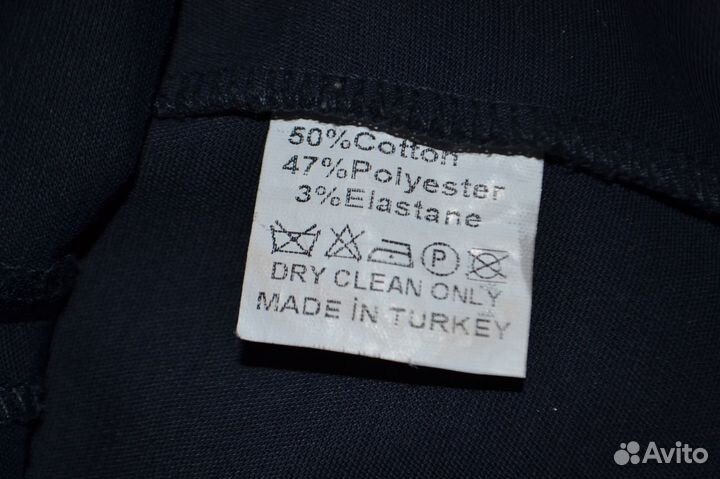 50%Cotton
47%Polyester
3%Elastane
P
DRY CLEAN ONLY
MADE İN TURKEY
Avito